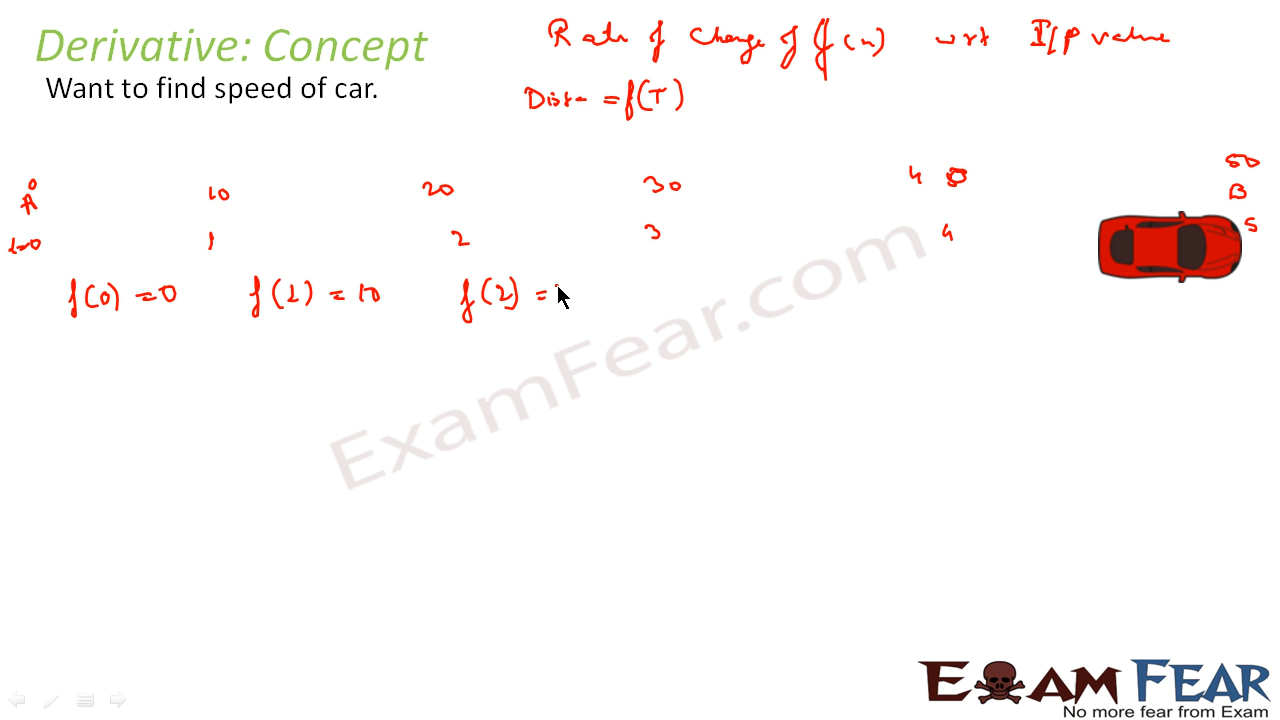 Derivative: Concept
Rate of change of f(x) wrt I/p value
Want to find speed of car.
Dista = f(T)
0 10 20 30 40 50
A B
t=0 1 2 3 4 5
f(0) = 0 f(1) = 10 f(2) =
ExamFear.com
EXAM FEAR
No more fear from Exam